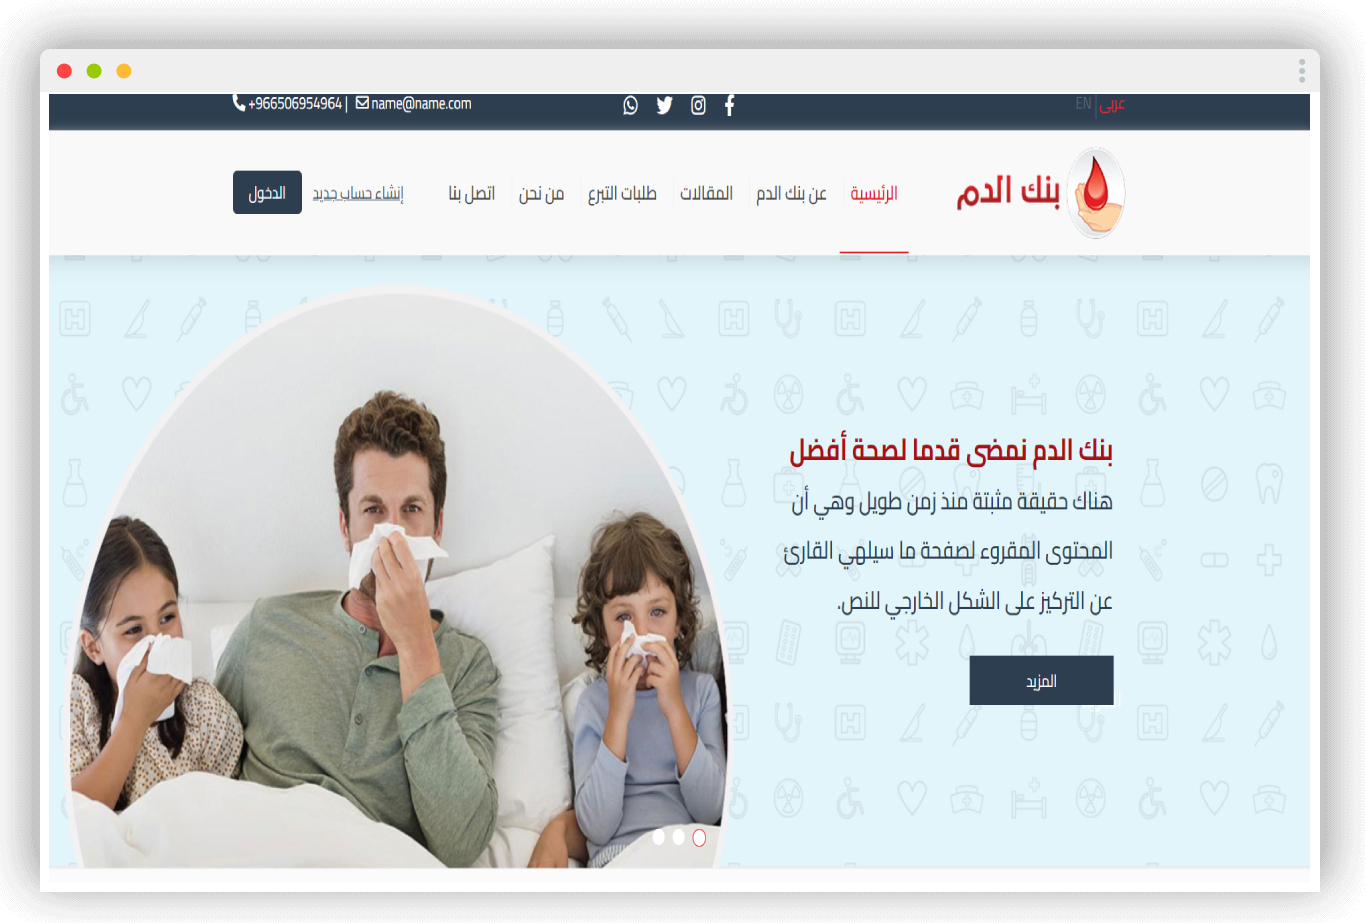 عربى | EN
+966506954964 | name@name.com
بنك الدم
الرئيسية
عن بنك الدم
المقالات
طلبات التبرع
من نحن
اتصل بنا
إنشاء حساب جديد
الدخول
بنك الدم نمضى قدما لصحة أفضل
هناك حقيقة مثبتة منذ زمن طويل وهي أن
المحتوى المقروء لصفحة ما سيلهي القارئ
عن التركيز على الشكل الخارجي للنص.
المزيد